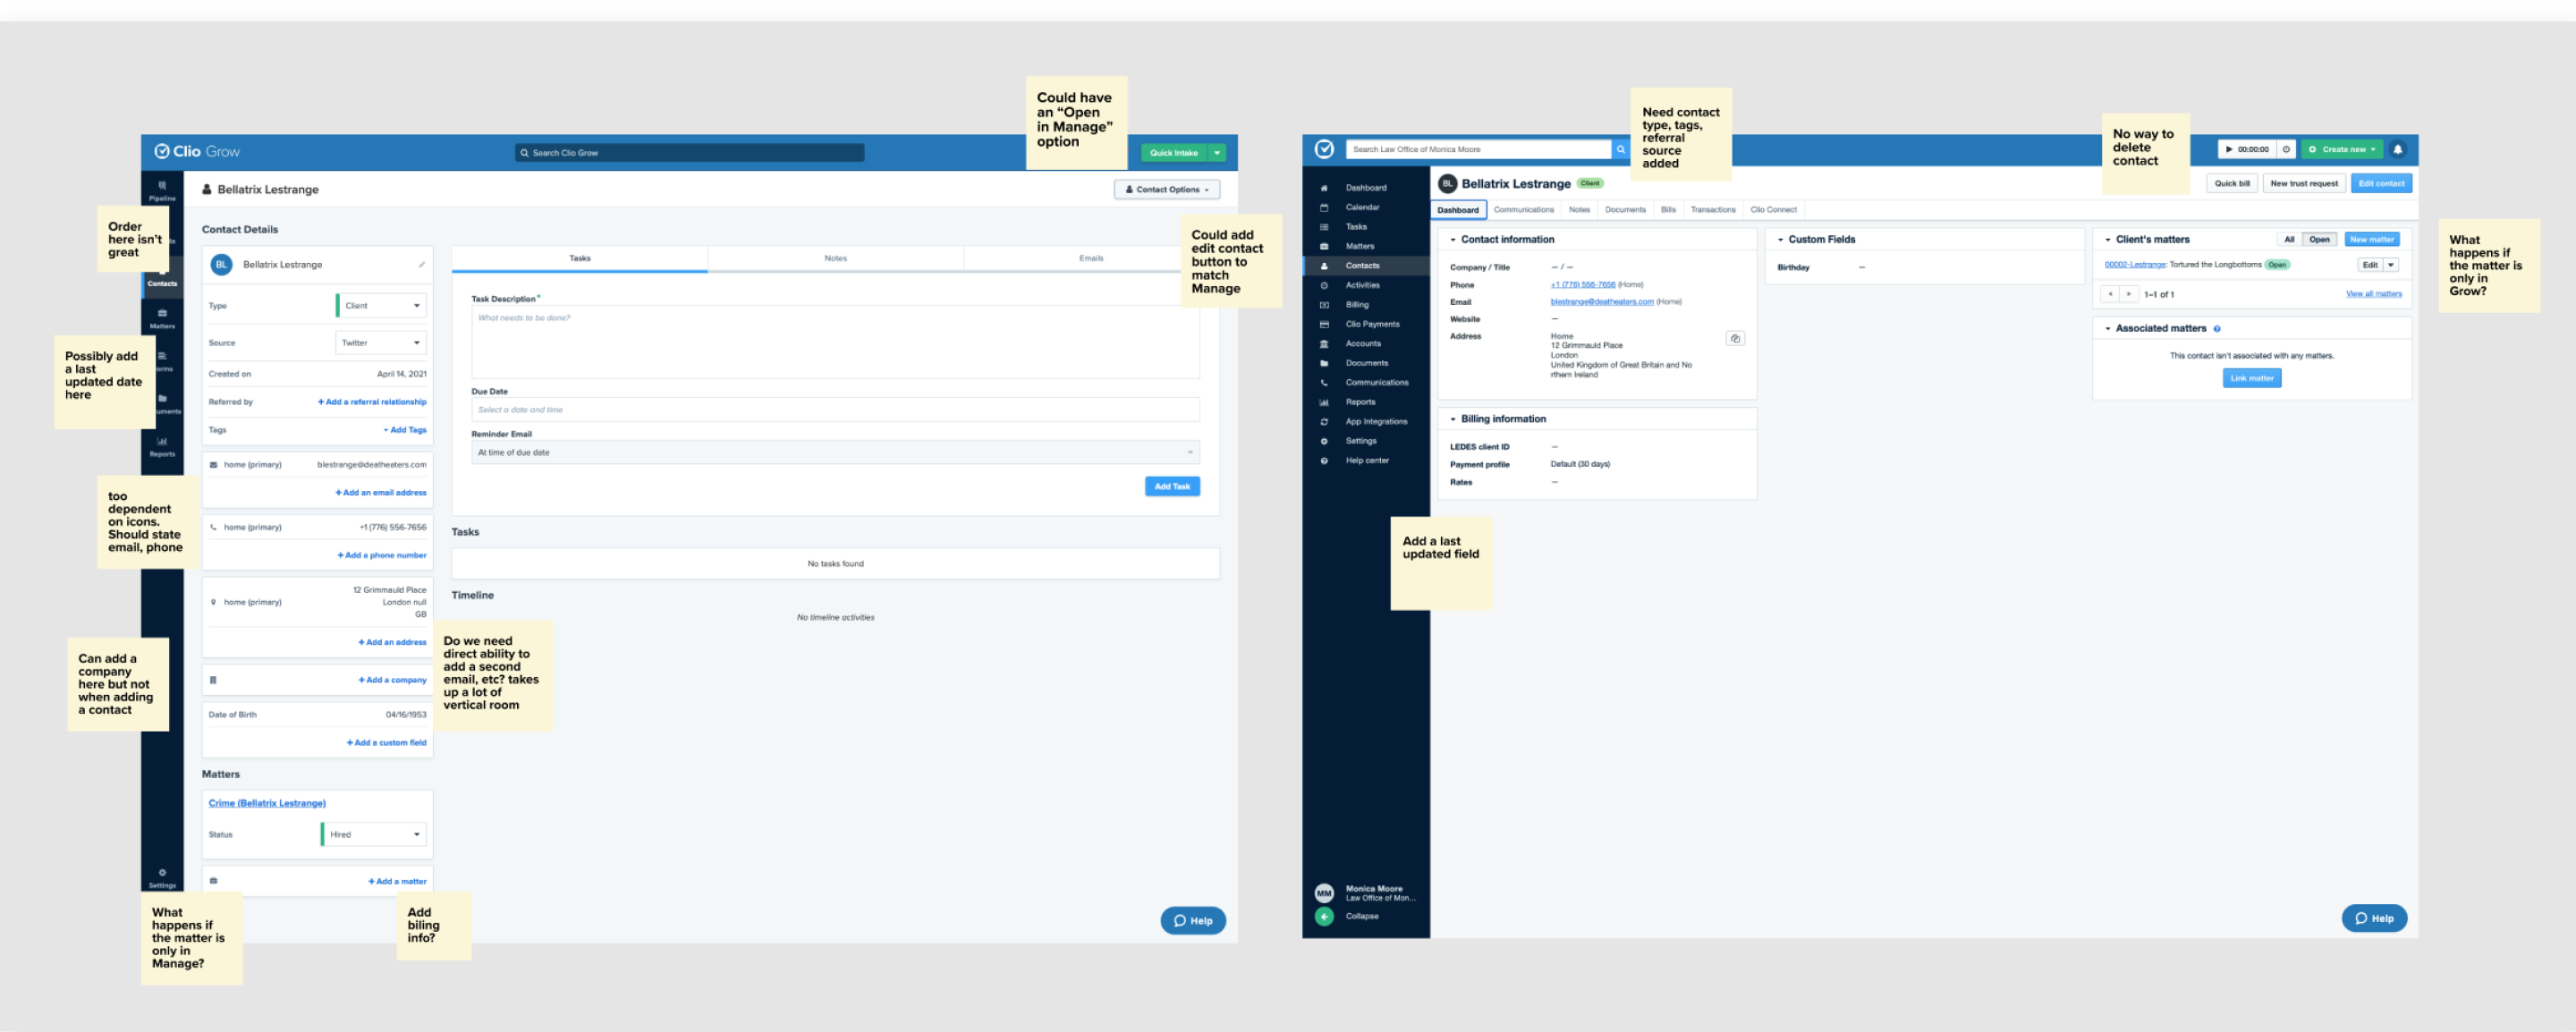 Could have
an “Open
in Manage”
option
Clio Grow
Search Clio Grow
Quick Intake
Pipeline
Bellatrix Lestrange
Contact Options
Order
here isn’t
great
Contacts
Matters
Possibly add
a last
updated date
here
Reports
too
dependent
on icons.
Should state
email, phone
Can add a
company
here but not
when adding
a contact
Settings
Contact Details
BL Bellatrix Lestrange
Type Client
Source Twitter
Created on April 14, 2021
Referred by + Add a referral relationship
Tags Add Tags
home (primary) blestrange@deatheaters.com
+ Add an email address
home (primary) +1 (776) 556-7656
+ Add a phone number
home (primary) 12 Grimmauld Place
London null
GB
+ Add an address
+ Add a company
Date of Birth 04/16/1953
+ Add a custom field
Matters
Crime (Bellatrix Lestrange)
Status Hired
+ Add a matter
What
happens if
the matter is
only in
Manage?
Add
biling
info?
Do we need
direct ability to
add a second
email, etc? takes
up a lot of
vertical room
Tasks Notes Emails
Task Description*
What needs to be done?
Due Date
Select a date and time
Reminder Email
At time of due date
Add Task
Tasks
No tasks found
Timeline
No timeline activities
Could add
edit contact
button to
match
Manage
Help
Search Law Office of Monica Moore
Need contact
type, tags,
referral
source
added
No way to
delete
contact
00:00:00
Create new
Dashboard
Calendar
Tasks
Matters
Contacts
Activities
Billing
Clio Payments
Accounts
Documents
Communications
Reports
App Integrations
Settings
Help center
MM Monica Moore
Law Office of Mon...
Collapse
BL Bellatrix Lestrange Client
Quick bill New trust request Edit contact
Dashboard Communications Notes Documents Bills Transactions Clio Connect
Contact information
Company / Title — / —
Phone +1 (776) 556-7656 (Home)
Email blestrange@deatheaters.com (Home)
Website —
Address Home
12 Grimmauld Place
London
United Kingdom of Great Britain and No
rthern Ireland
Billing information
LEDES client ID —
Payment profile Default (30 days)
Rates —
Add a last
updated field
Custom Fields
Birthday —
Client's matters All Open New matter
00002-Lestrange: Tortured the Longbottoms Open Edit
1–1 of 1 View all matters
Associated matters
This contact isn't associated with any matters.
Link matter
What
happens if
the matter is
only in
Grow?
Help